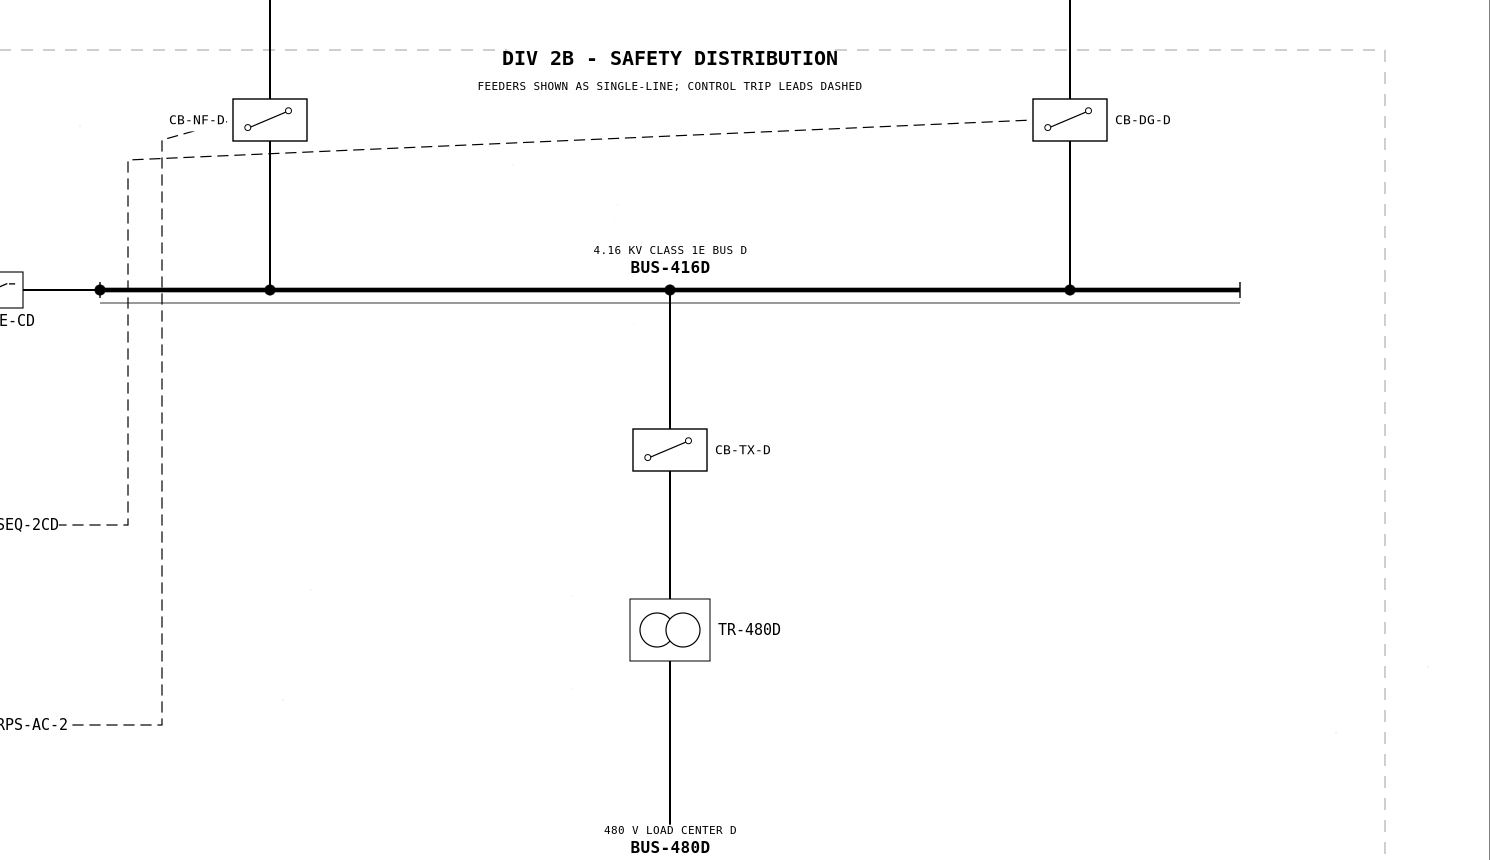 DIV 2B - SAFETY DISTRIBUTION
FEEDERS SHOWN AS SINGLE-LINE; CONTROL TRIP LEADS DASHED
CB-NF-D
CB-DG-D
4.16 KV CLASS 1E BUS D
BUS-416D
E-CD
CB-TX-D
SEQ-2CD
TR-480D
RPS-AC-2
480 V LOAD CENTER D
BUS-480D